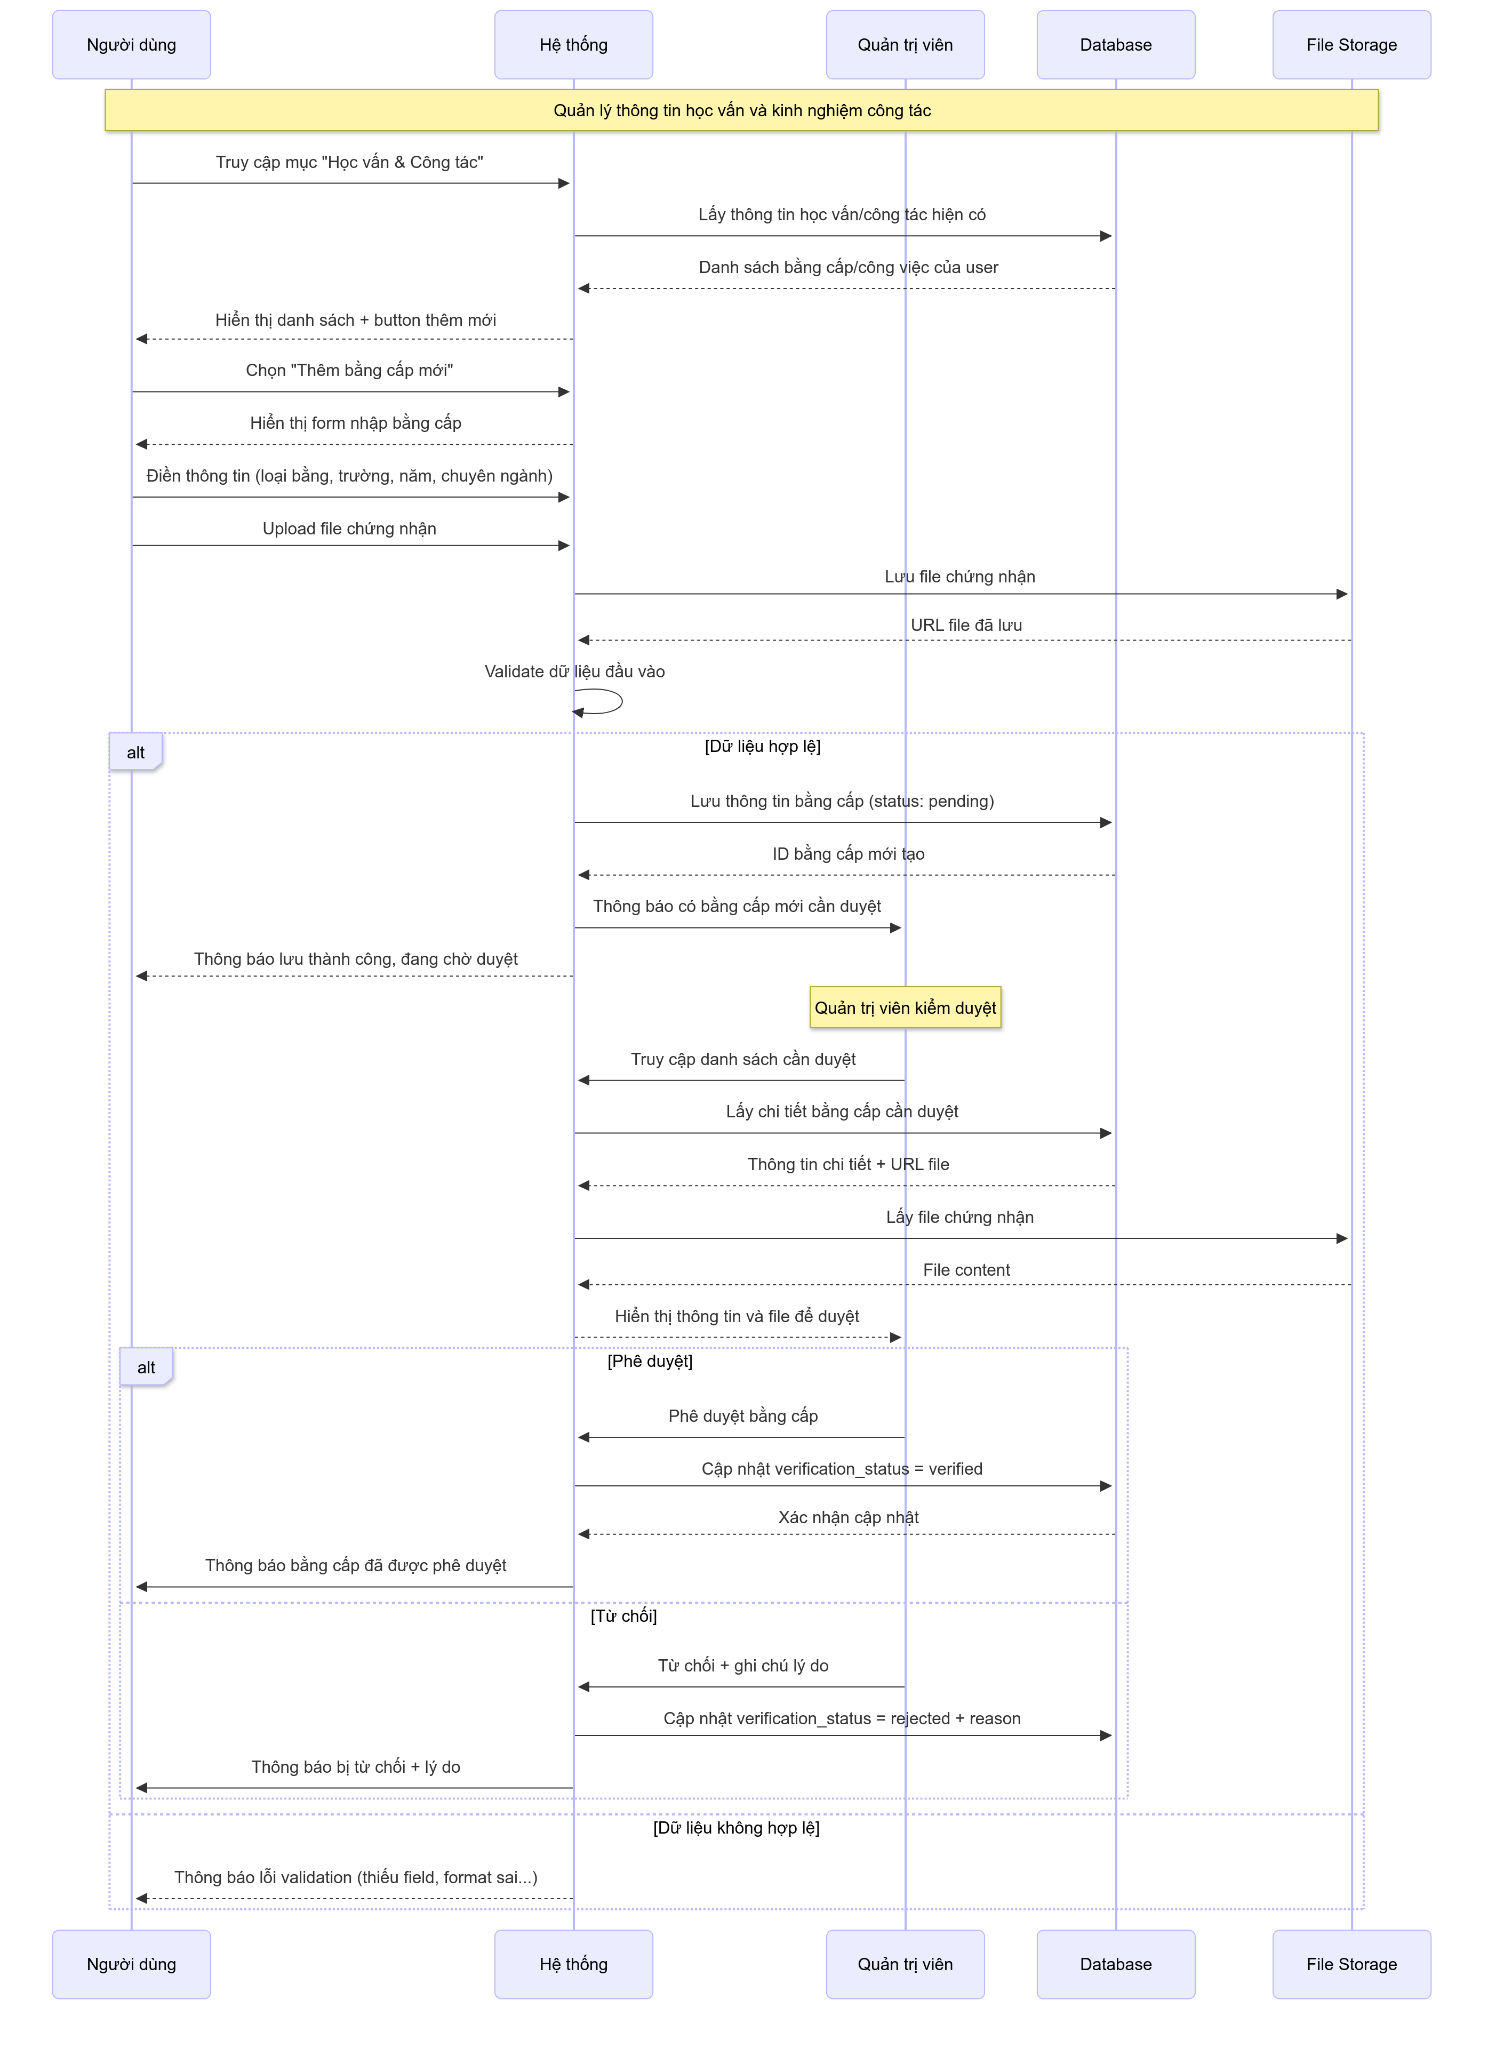 Người dùng
Hệ thống
Quản trị viên
Database
File Storage
Quản lý thông tin học vấn và kinh nghiệm công tác
Truy cập mục "Học vấn & Công tác"
Lấy thông tin học vấn/công tác hiện có
Danh sách bằng cấp/công việc của user
Hiển thị danh sách + button thêm mới
Chọn "Thêm bằng cấp mới"
Hiển thị form nhập bằng cấp
Điền thông tin (loại bằng, trường, năm, chuyên ngành)
Upload file chứng nhận
Lưu file chứng nhận
URL file đã lưu
Validate dữ liệu đầu vào
alt
[Dữ liệu hợp lệ]
Lưu thông tin bằng cấp (status: pending)
ID bằng cấp mới tạo
Thông báo có bằng cấp mới cần duyệt
Thông báo lưu thành công, đang chờ duyệt
Quản trị viên kiểm duyệt
Truy cập danh sách cần duyệt
Lấy chi tiết bằng cấp cần duyệt
Thông tin chi tiết + URL file
Lấy file chứng nhận
File content
Hiển thị thông tin và file để duyệt
alt
[Phê duyệt]
Phê duyệt bằng cấp
Cập nhật verification_status = verified
Xác nhận cập nhật
Thông báo bằng cấp đã được phê duyệt
[Từ chối]
Từ chối + ghi chú lý do
Cập nhật verification_status = rejected + reason
Thông báo bị từ chối + lý do
[Dữ liệu không hợp lệ]
Thông báo lỗi validation (thiếu field, format sai...)
Người dùng
Hệ thống
Quản trị viên
Database
File Storage